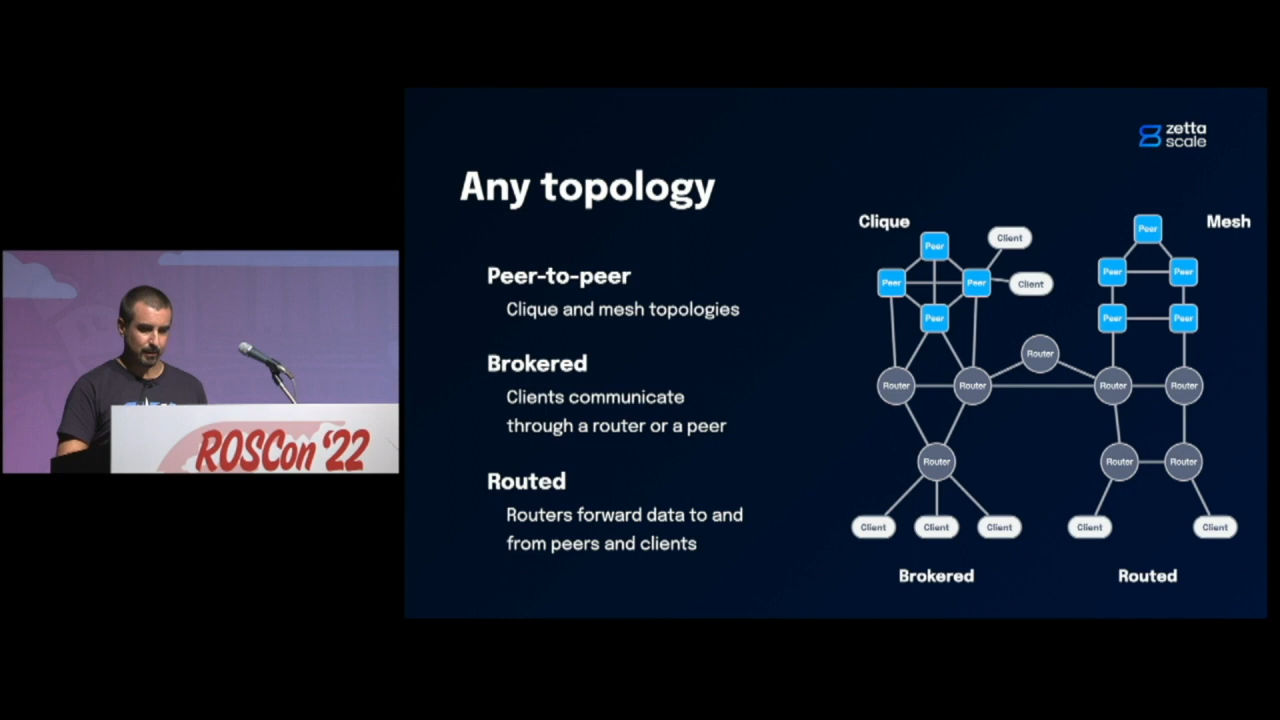 zetta
scale
Any topology
Peer-to-peer
Clique and mesh topologies
Brokered
Clients communicate
through a router or a peer
Routed
Routers forward data to and
from peers and clients
Clique
Mesh
Peer
Client
Peer
Peer
Client
Peer
Peer
Peer
Peer
Peer
Peer
Router
Router
Router
Router
Router
Router
Router
Router
Client
Client
Client
Client
Client
Brokered
Routed
ROSCon '22